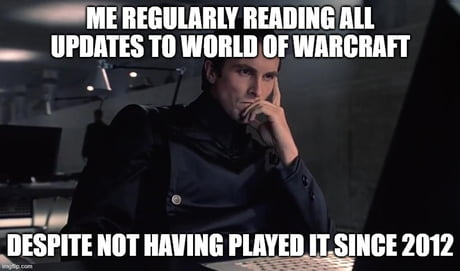 ME REGULARLY READING ALL
UPDATES TO WORLD OF WARCRAFT
DESPITE NOT HAVING PLAYED IT SINCE 2012
imgflip.com